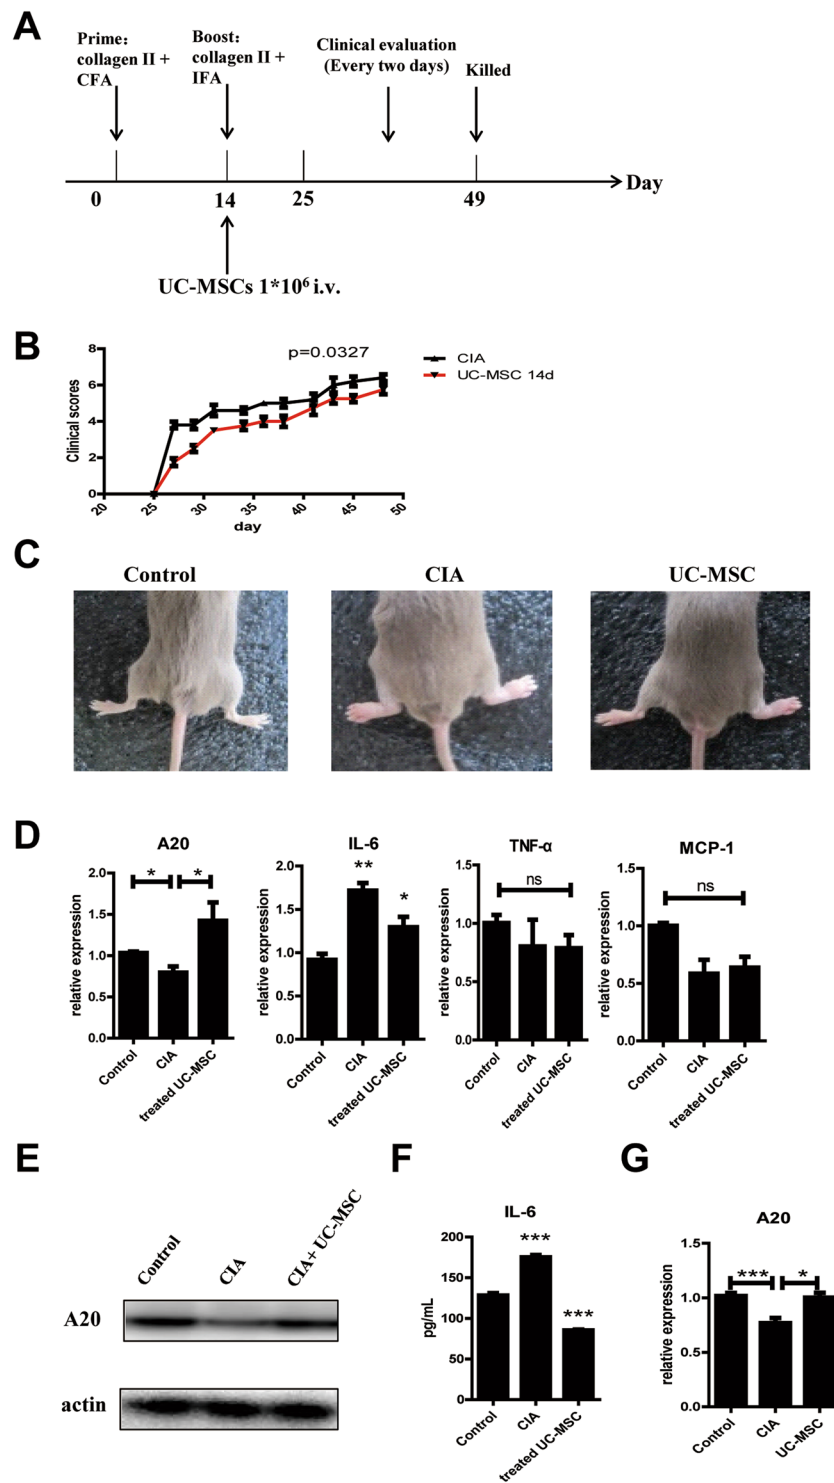 A
Prime:
collagen II +
CFA
Boost:
collagen II +
IFA
Clinical evaluation
(Every two days)
Killed
0
14
25
49
Day
UC-MSCs 1*10⁶ i.v.
B
Clinical scores
8
6
4
2
0
p=0.0327
CIA
UC-MSC 14d
20
25
30
35
40
45
50
day
C
Control
CIA
UC-MSC
D
A20
relative expression
2.0
1.5
1.0
0.5
0.0
*
*
Control
CIA
treated UC-MSC
IL-6
relative expression
2.0
1.5
1.0
0.5
0.0
**
*
Control
CIA
treated UC-MSC
TNF-α
relative expression
1.5
1.0
0.5
0.0
ns
Control
CIA
treated UC-MSC
MCP-1
relative expression
1.5
1.0
0.5
0.0
ns
Control
CIA
treated UC-MSC
E
Control
CIA
CIA+ UC-MSC
A20
actin
F
IL-6
pg/mL
200
150
100
50
0
***
***
Control
CIA
treated UC-MSC
G
A20
relative expression
1.5
1.0
0.5
0.0
***
*
Control
CIA
UC-MSC